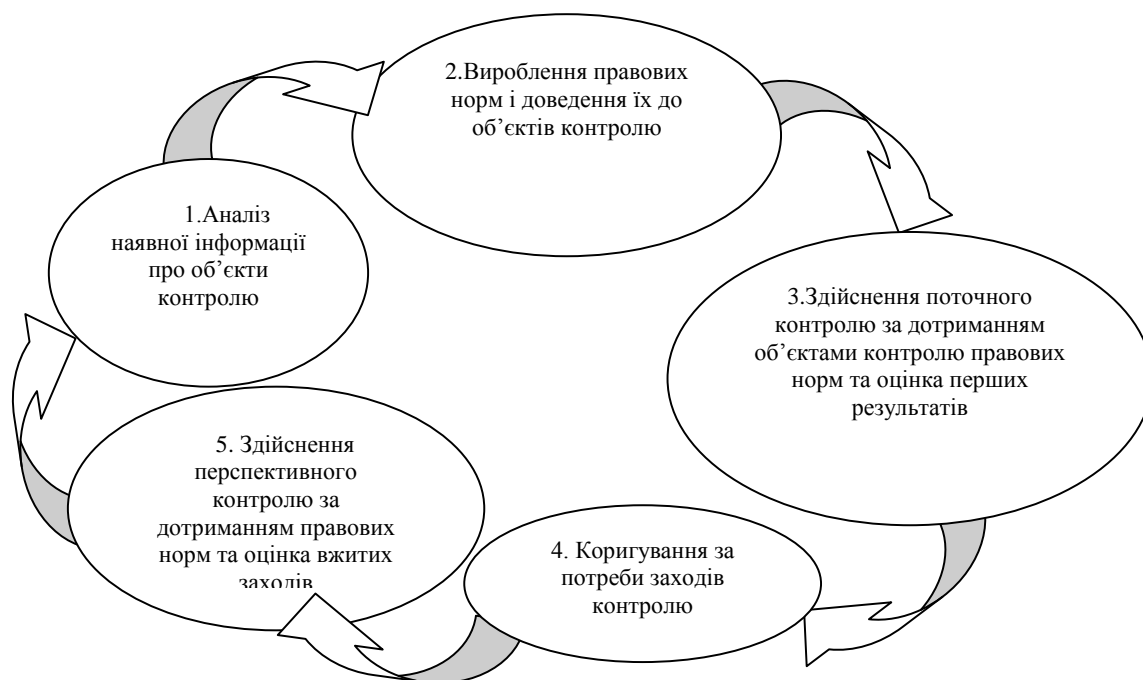 1.Аналіз
наявної інформації
про об’єкти
контролю
2.Вироблення правових
норм і доведення їх до
об’єктів контролю
3.Здійснення поточного
контролю за дотриманням
об’єктами контролю правових
норм та оцінка перших
результатів
4. Коригування за
потреби заходів
контролю
5. Здійснення
перспективного
контролю за
дотриманням правових
норм та оцінка вжитих
заходів